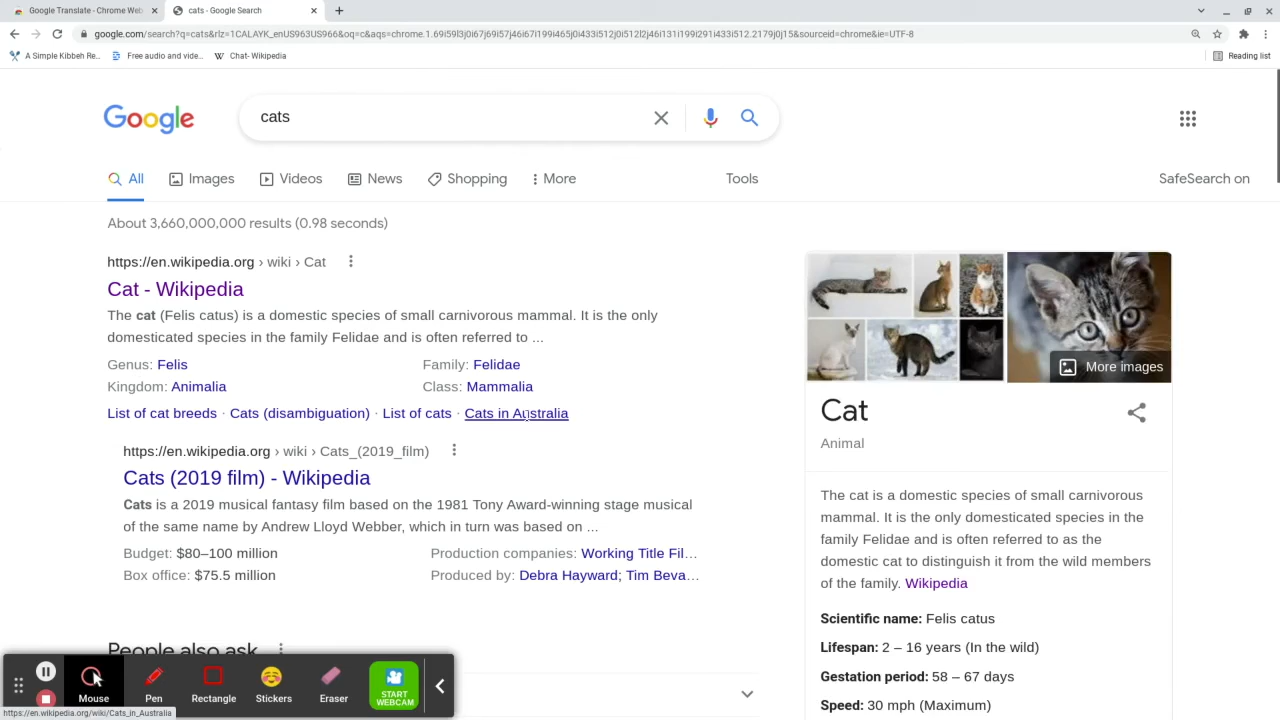 Google Translate - Chrome Web
cats - Google Search
google.com/search?q=cats&rlz=1CALAYK_enUS963US966&oq=c&aqs=chrome.1.69i59l3j0i67j69i57j46i67i199i465j0i433i512j0i512l2j46i131i199i291i433i512.2179j0j15&sourceid=chrome&ie=UTF-8
A Simple Kibbeh Re...
Free audio and vide...
Chat- Wikipedia
Reading list
Google
cats
All
Images
Videos
News
Shopping
More
Tools
SafeSearch on
About 3,660,000,000 results (0.98 seconds)
https://en.wikipedia.org › wiki › Cat
Cat - Wikipedia
The cat (Felis catus) is a domestic species of small carnivorous mammal. It is the only
domesticated species in the family Felidae and is often referred to ...
Genus: Felis
Family: Felidae
Kingdom: Animalia
Class: Mammalia
List of cat breeds · Cats (disambiguation) · List of cats · Cats in Australia
https://en.wikipedia.org › wiki › Cats_(2019_film)
Cats (2019 film) - Wikipedia
Cats is a 2019 musical fantasy film based on the 1981 Tony Award-winning stage musical
of the same name by Andrew Lloyd Webber, which in turn was based on ...
Budget: $80–100 million
Production companies: Working Title Fil...
Box office: $75.5 million
Produced by: Debra Hayward; Tim Beva...
People also ask
More images
Cat
Animal
The cat is a domestic species of small carnivorous
mammal. It is the only domesticated species in the
family Felidae and is often referred to as the
domestic cat to distinguish it from the wild members
of the family. Wikipedia
Scientific name: Felis catus
Lifespan: 2 – 16 years (In the wild)
Gestation period: 58 – 67 days
Speed: 30 mph (Maximum)
Mouse
Pen
Rectangle
Stickers
Eraser
START
WEBCAM
https://en.wikipedia.org/wiki/Cats_in_Australia